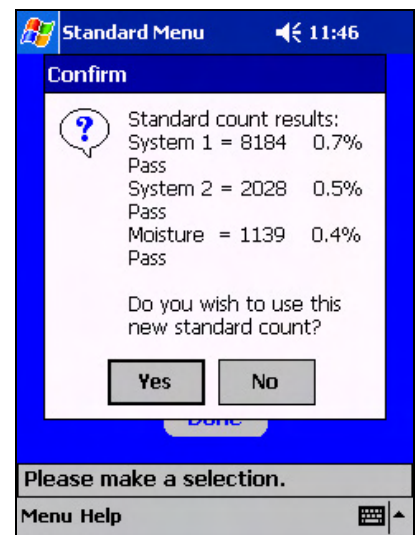 Standard Menu 11:46
Confirm
?
Standard count results:
System 1 = 8184 0.7%
Pass
System 2 = 2028 0.5%
Pass
Moisture = 1139 0.4%
Pass
Do you wish to use this
new standard count?
Yes No
Done
Please make a selection.
Menu Help